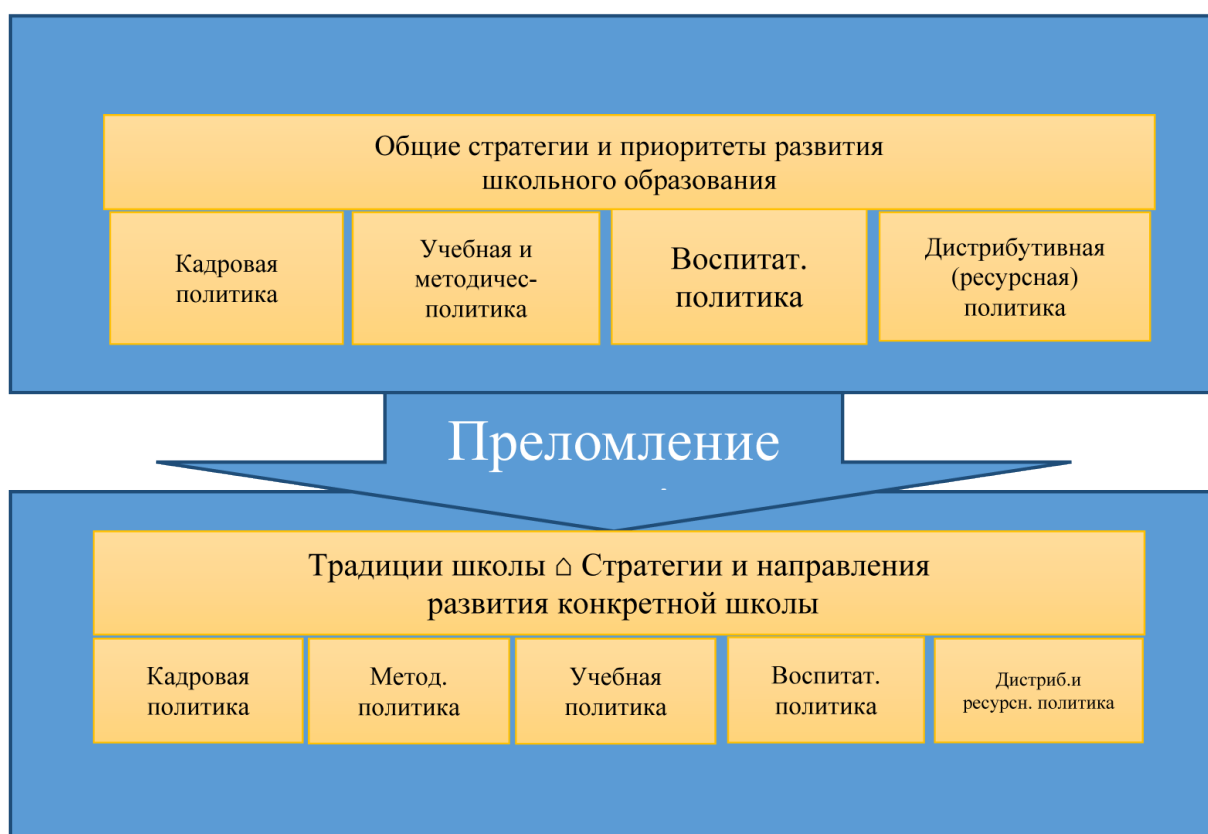 Общие стратегии и приоритеты развития
школьного образования
Кадровая
политика
Учебная и
методичес-
политика
Воспитат.
политика
Дистрибутивная
(ресурсная)
политика
Преломление
Традиции школы ⌂ Стратегии и направления
развития конкретной школы
Кадровая
политика
Метод.
политика
Учебная
политика
Воспитат.
политика
Дистриб.и
ресурсн. политика